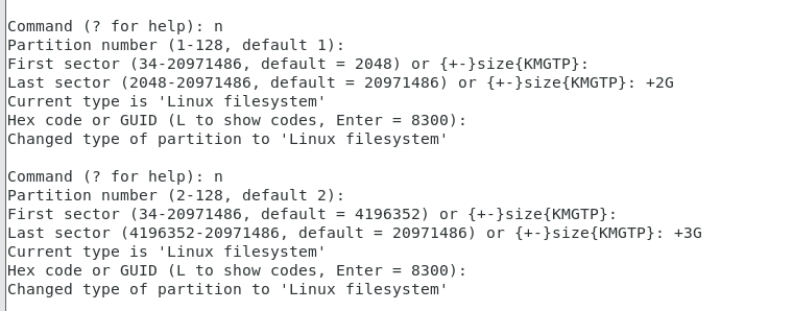 Command (? for help): n
Partition number (1-128, default 1):
First sector (34-20971486, default = 2048) or {+-}size{KMGTP}:
Last sector (2048-20971486, default = 20971486) or {+-}size{KMGTP}: +2G
Current type is 'Linux filesystem'
Hex code or GUID (L to show codes, Enter = 8300):
Changed type of partition to 'Linux filesystem'
Command (? for help): n
Partition number (2-128, default 2):
First sector (34-20971486, default = 4196352) or {+-}size{KMGTP}:
Last sector (4196352-20971486, default = 20971486) or {+-}size{KMGTP}: +3G
Current type is 'Linux filesystem'
Hex code or GUID (L to show codes, Enter = 8300):
Changed type of partition to 'Linux filesystem'